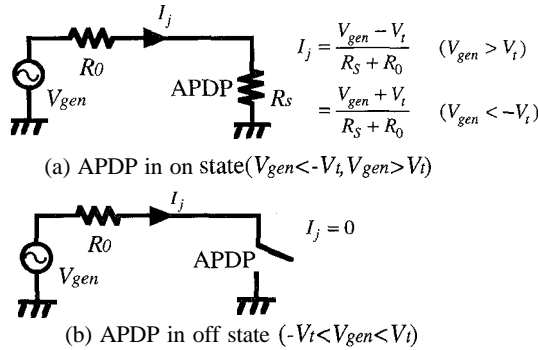 I_j
R0
V_gen
APDP
R_S
I_j = (V_gen − V_t) / (R_S + R_0)    (V_gen > V_t)
= (V_gen + V_t) / (R_S + R_0)    (V_gen < −V_t)
(a) APDP in on state(V_gen<-V_t,V_gen>V_t)
I_j
R0
V_gen
APDP
I_j = 0
(b) APDP in off state (-V_t<V_gen<V_t)